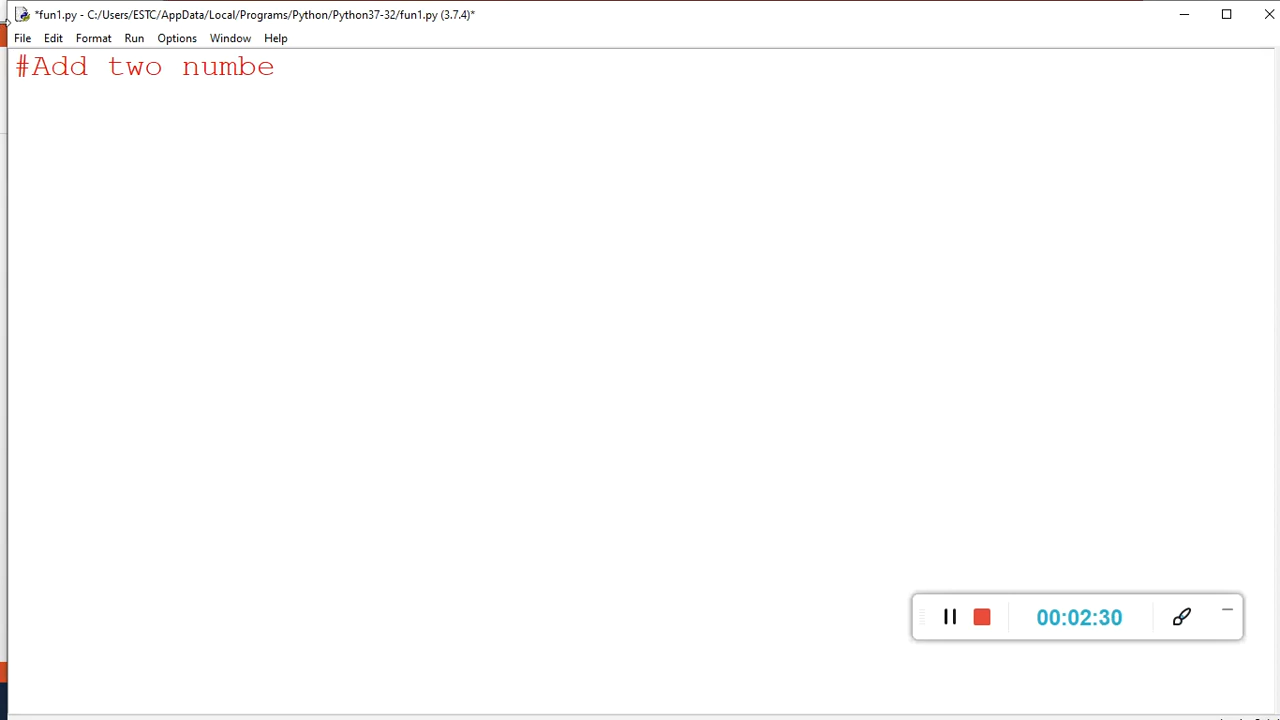 *fun1.py - C:/Users/ESTC/AppData/Local/Programs/Python/Python37-32/fun1.py (3.7.4)*
File Edit Format Run Options Window Help
#Add two numbe
00:02:30